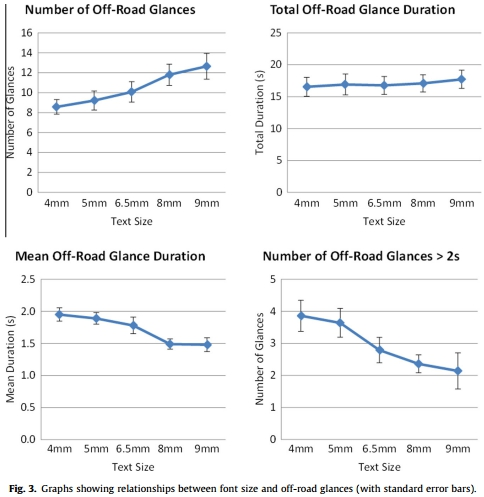 Number of Off-Road Glances
16
14
12
10
8
6
4
2
0
Number of Glances
4mm 5mm 6.5mm 8mm 9mm
Text Size
Total Off-Road Glance Duration
25
20
15
10
5
0
Total Duration (s)
4mm 5mm 6.5mm 8mm 9mm
Text Size
Mean Off-Road Glance Duration
2.5
2.0
1.5
1.0
0.5
0.0
Mean Duration (s)
4mm 5mm 6.5mm 8mm 9mm
Text Size
Number of Off-Road Glances > 2s
5
4
3
2
1
0
Number of Glances
4mm 5mm 6.5mm 8mm 9mm
Text Size
Fig. 3. Graphs showing relationships between font size and off-road glances (with standard error bars).